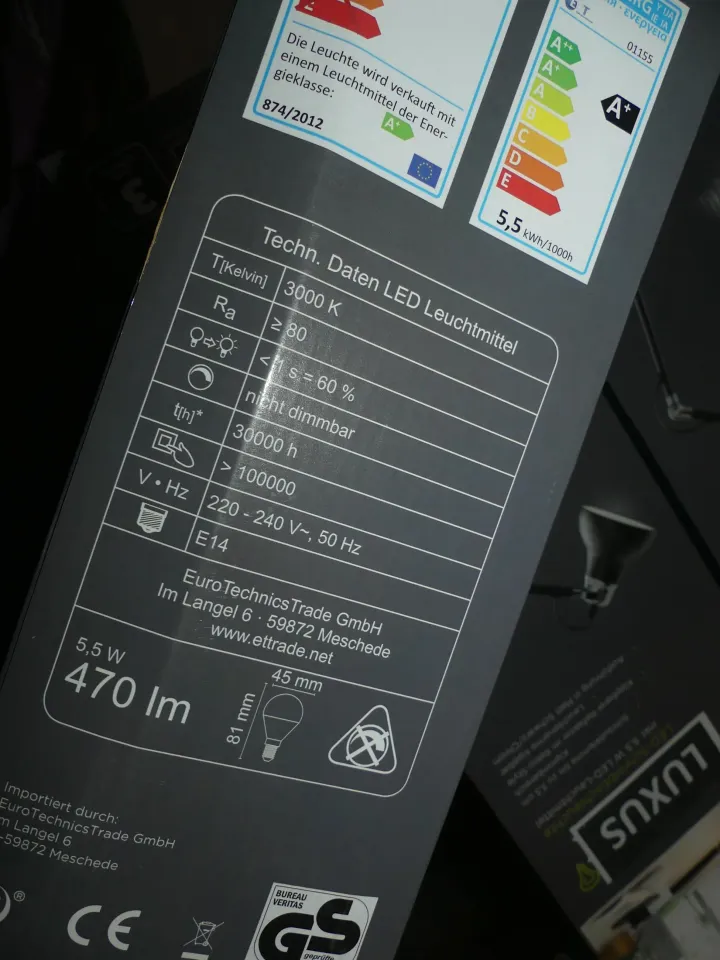 Die Leuchte wird verkauft mit
einem Leuchtmittel der Ener-
gieklasse:
A+
874/2012
01155
A++
A+
A
B
C
D
E
A+
5,5 kWh/1000h
Techn. Daten LED Leuchtmittel
T[Kelvin] 3000 K
Ra ≥ 80
< 1 s = 60 %
nicht dimmbar
t[h]* 30000 h
> 100000
V • Hz 220 - 240 V~, 50 Hz
E14
EuroTechnicsTrade GmbH
Im Langel 6 · 59872 Meschede
www.ettrade.net
5,5 W
470 lm
45 mm
81 mm
Importiert durch:
EuroTechnicsTrade GmbH
Im Langel 6
-59872 Meschede
®
CE
BUREAU
VERITAS
GS
geprüfte
LUXUS